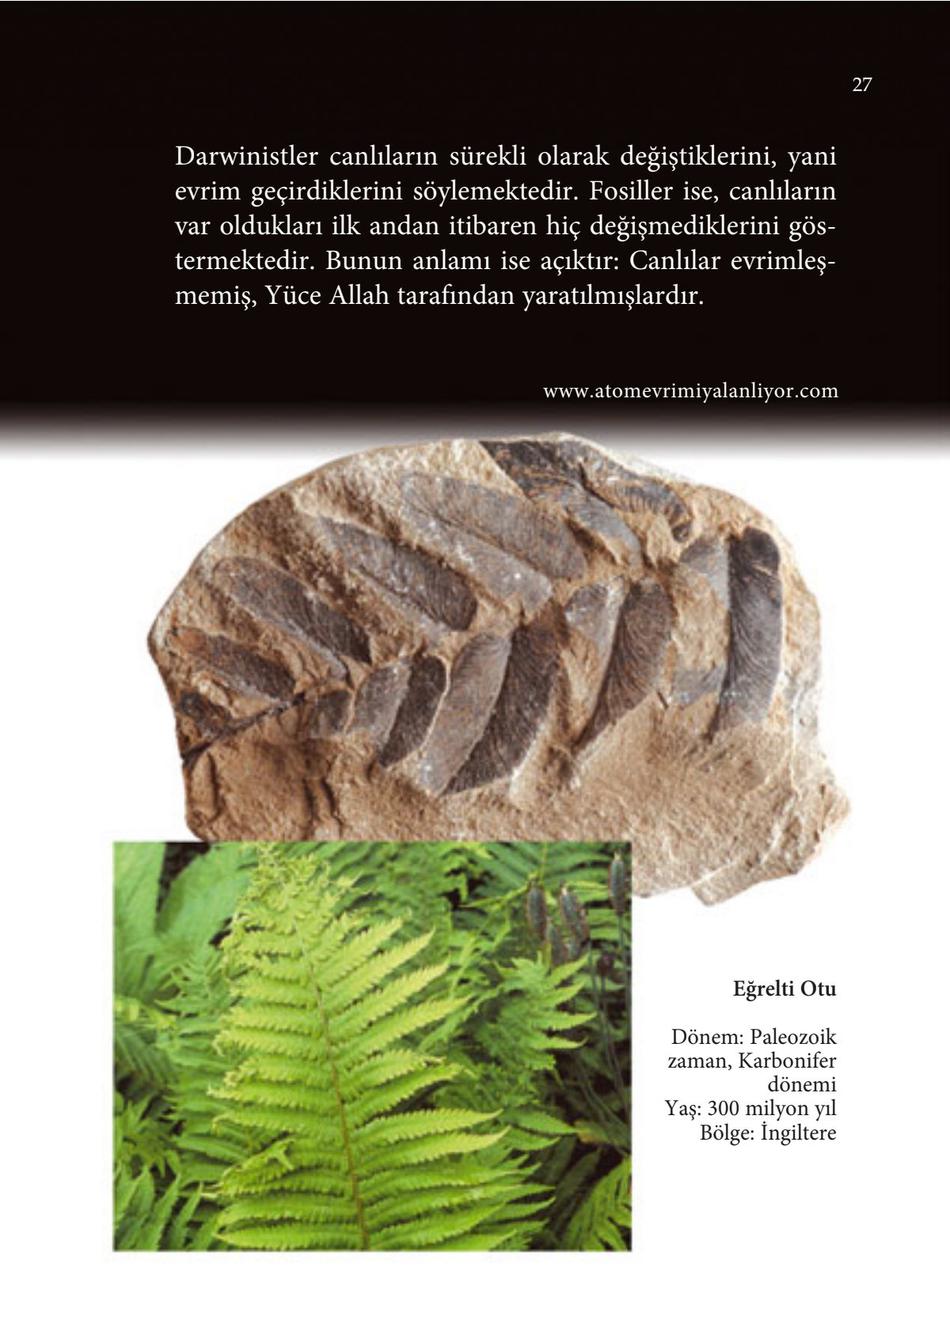 27
Darwinistler canlıların sürekli olarak değiştiklerini, yani
evrim geçirdiklerini söylemektedir. Fosiller ise, canlıların
var oldukları ilk andan itibaren hiç değişmediklerini gös-
termektedir. Bunun anlamı ise açıktır: Canlılar evrimleş-
memiş, Yüce Allah tarafından yaratılmışlardır.
www.atomevrimiyalanliyor.com
Eğrelti Otu
Dönem: Paleozoik
zaman, Karbonifer
dönemi
Yaş: 300 milyon yıl
Bölge: İngiltere